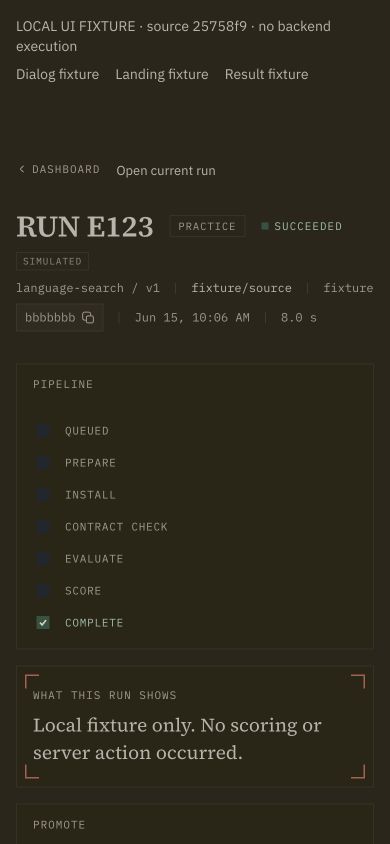 LOCAL UI FIXTURE · source 25758f9 · no backend
execution
Dialog fixture Landing fixture Result fixture
DASHBOARD Open current run
RUN E123 PRACTICE SUCCEEDED
SIMULATED
language-search / v1 | fixture/source | fixture
bbbbbbb | Jun 15, 10:06 AM | 8.0 s
PIPELINE
QUEUED
PREPARE
INSTALL
CONTRACT CHECK
EVALUATE
SCORE
COMPLETE
WHAT THIS RUN SHOWS
Local fixture only. No scoring or
server action occurred.
PROMOTE